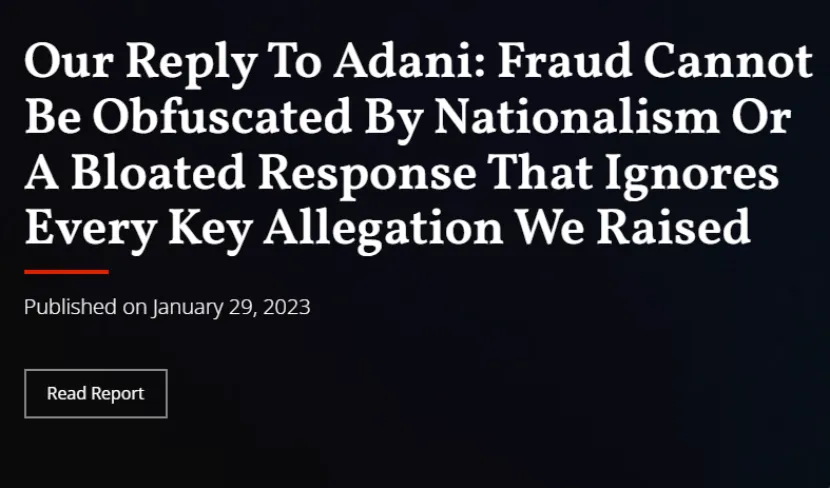 Our Reply To Adani: Fraud Cannot
Be Obfuscated By Nationalism Or
A Bloated Response That Ignores
Every Key Allegation We Raised
Published on January 29, 2023
Read Report